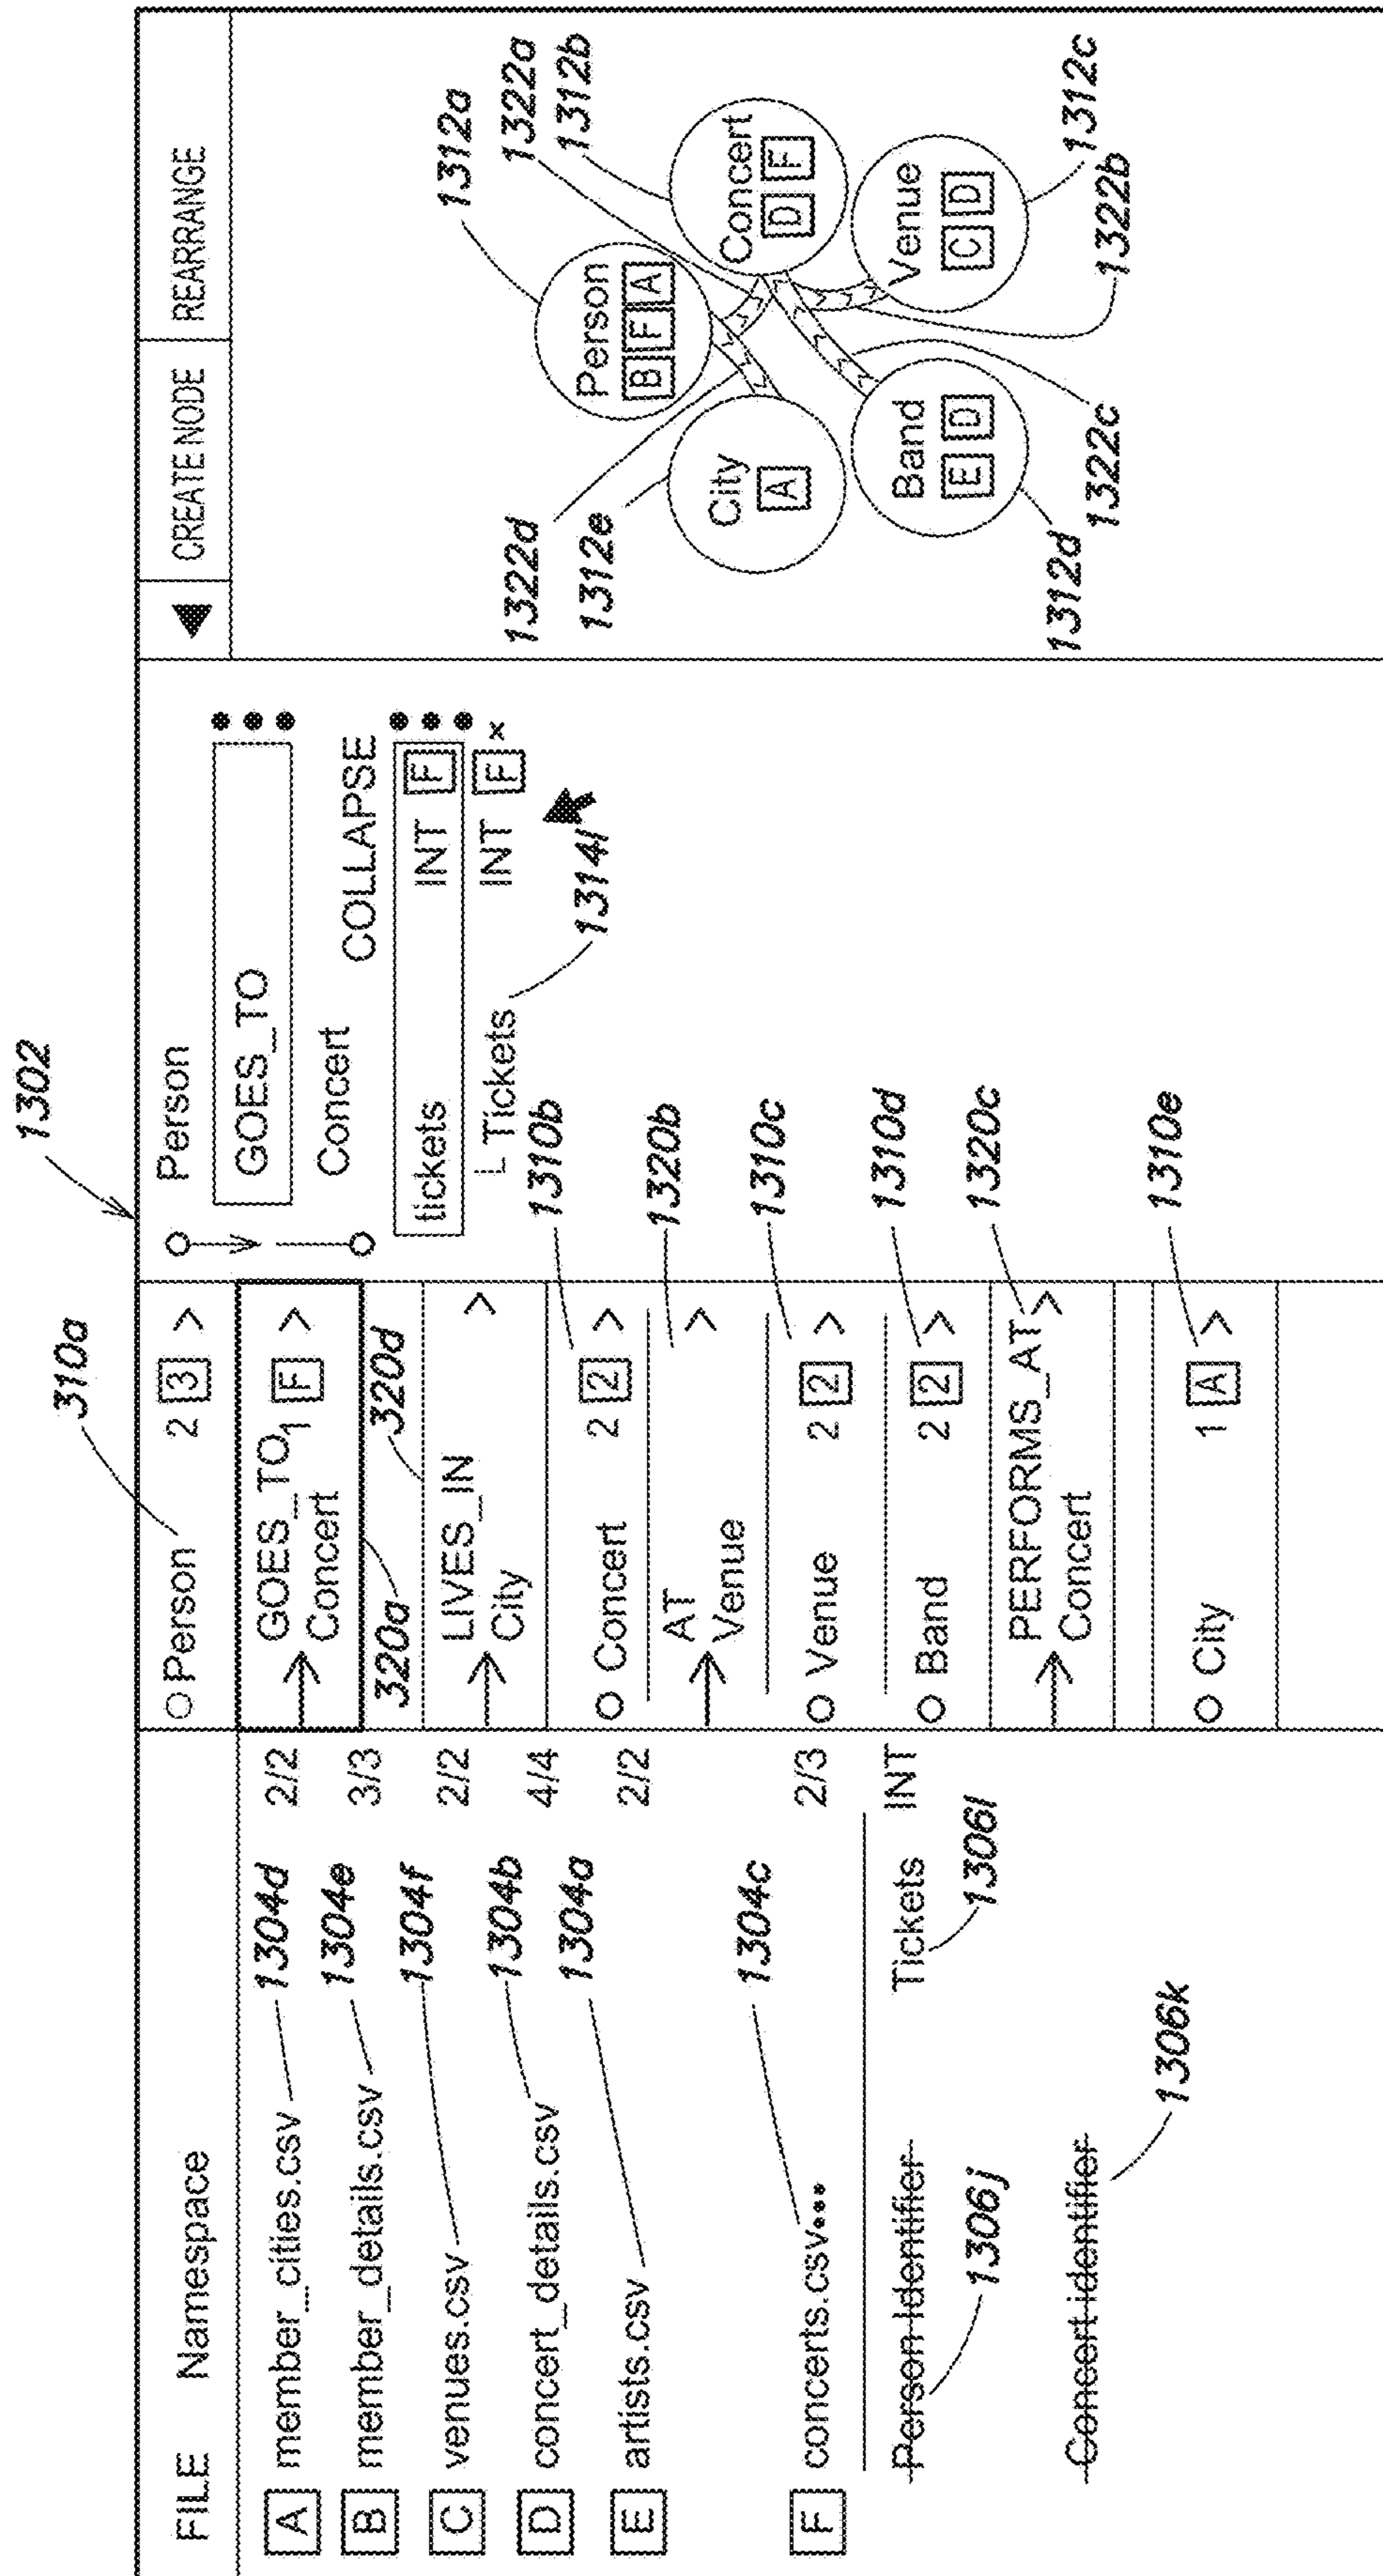 1302
FILE Namespace
A member_cities.csv 1304d 2/2
B member_details.csv 1304e 3/3
C venues.csv 1304f 2/2
D concert_details.csv 1304b 4/4
E artists.csv 1304a 2/2
F concerts.csv... 1304c 2/3
Person Identifier Tickets INT
1306j 1306l
Concert identifier
1306k
310a
Person 2 3 >
GOES_TO 1 F >
Concert
320a 320d
LIVES_IN >
City
Concert 2 2 >
1310b
AT >
Venue
1320b
Venue 2 2 >
1310c
Band 2 2 >
1310d
PERFORMS_AT >
Concert
1320c
City 1 A >
1310e
Person
GOES_TO
Concert
COLLAPSE
tickets INT F
Tickets INT F x
1314l
CREATE NODE REARRANGE
1312a
1322a
1312b
1322d
1312e
Person
B F A
Concert
D F
City
A
Band
E D
Venue
C D
1312d
1322c
1312c
1322b